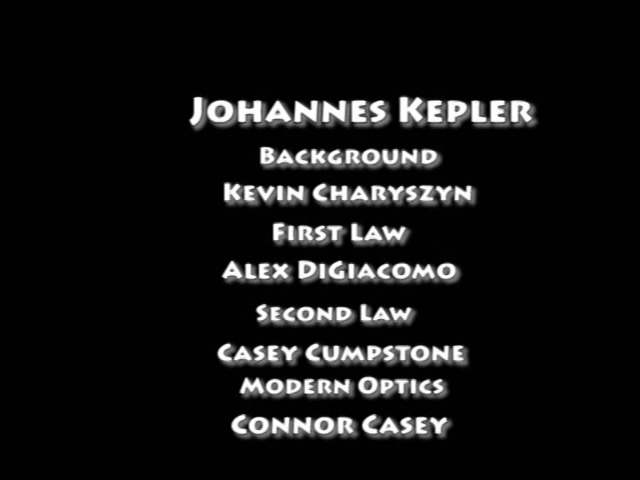 Johannes Kepler
Background
Kevin Charyszyn
First Law
Alex DiGiacomo
Second Law
Casey Cumpstone
Modern Optics
Connor Casey